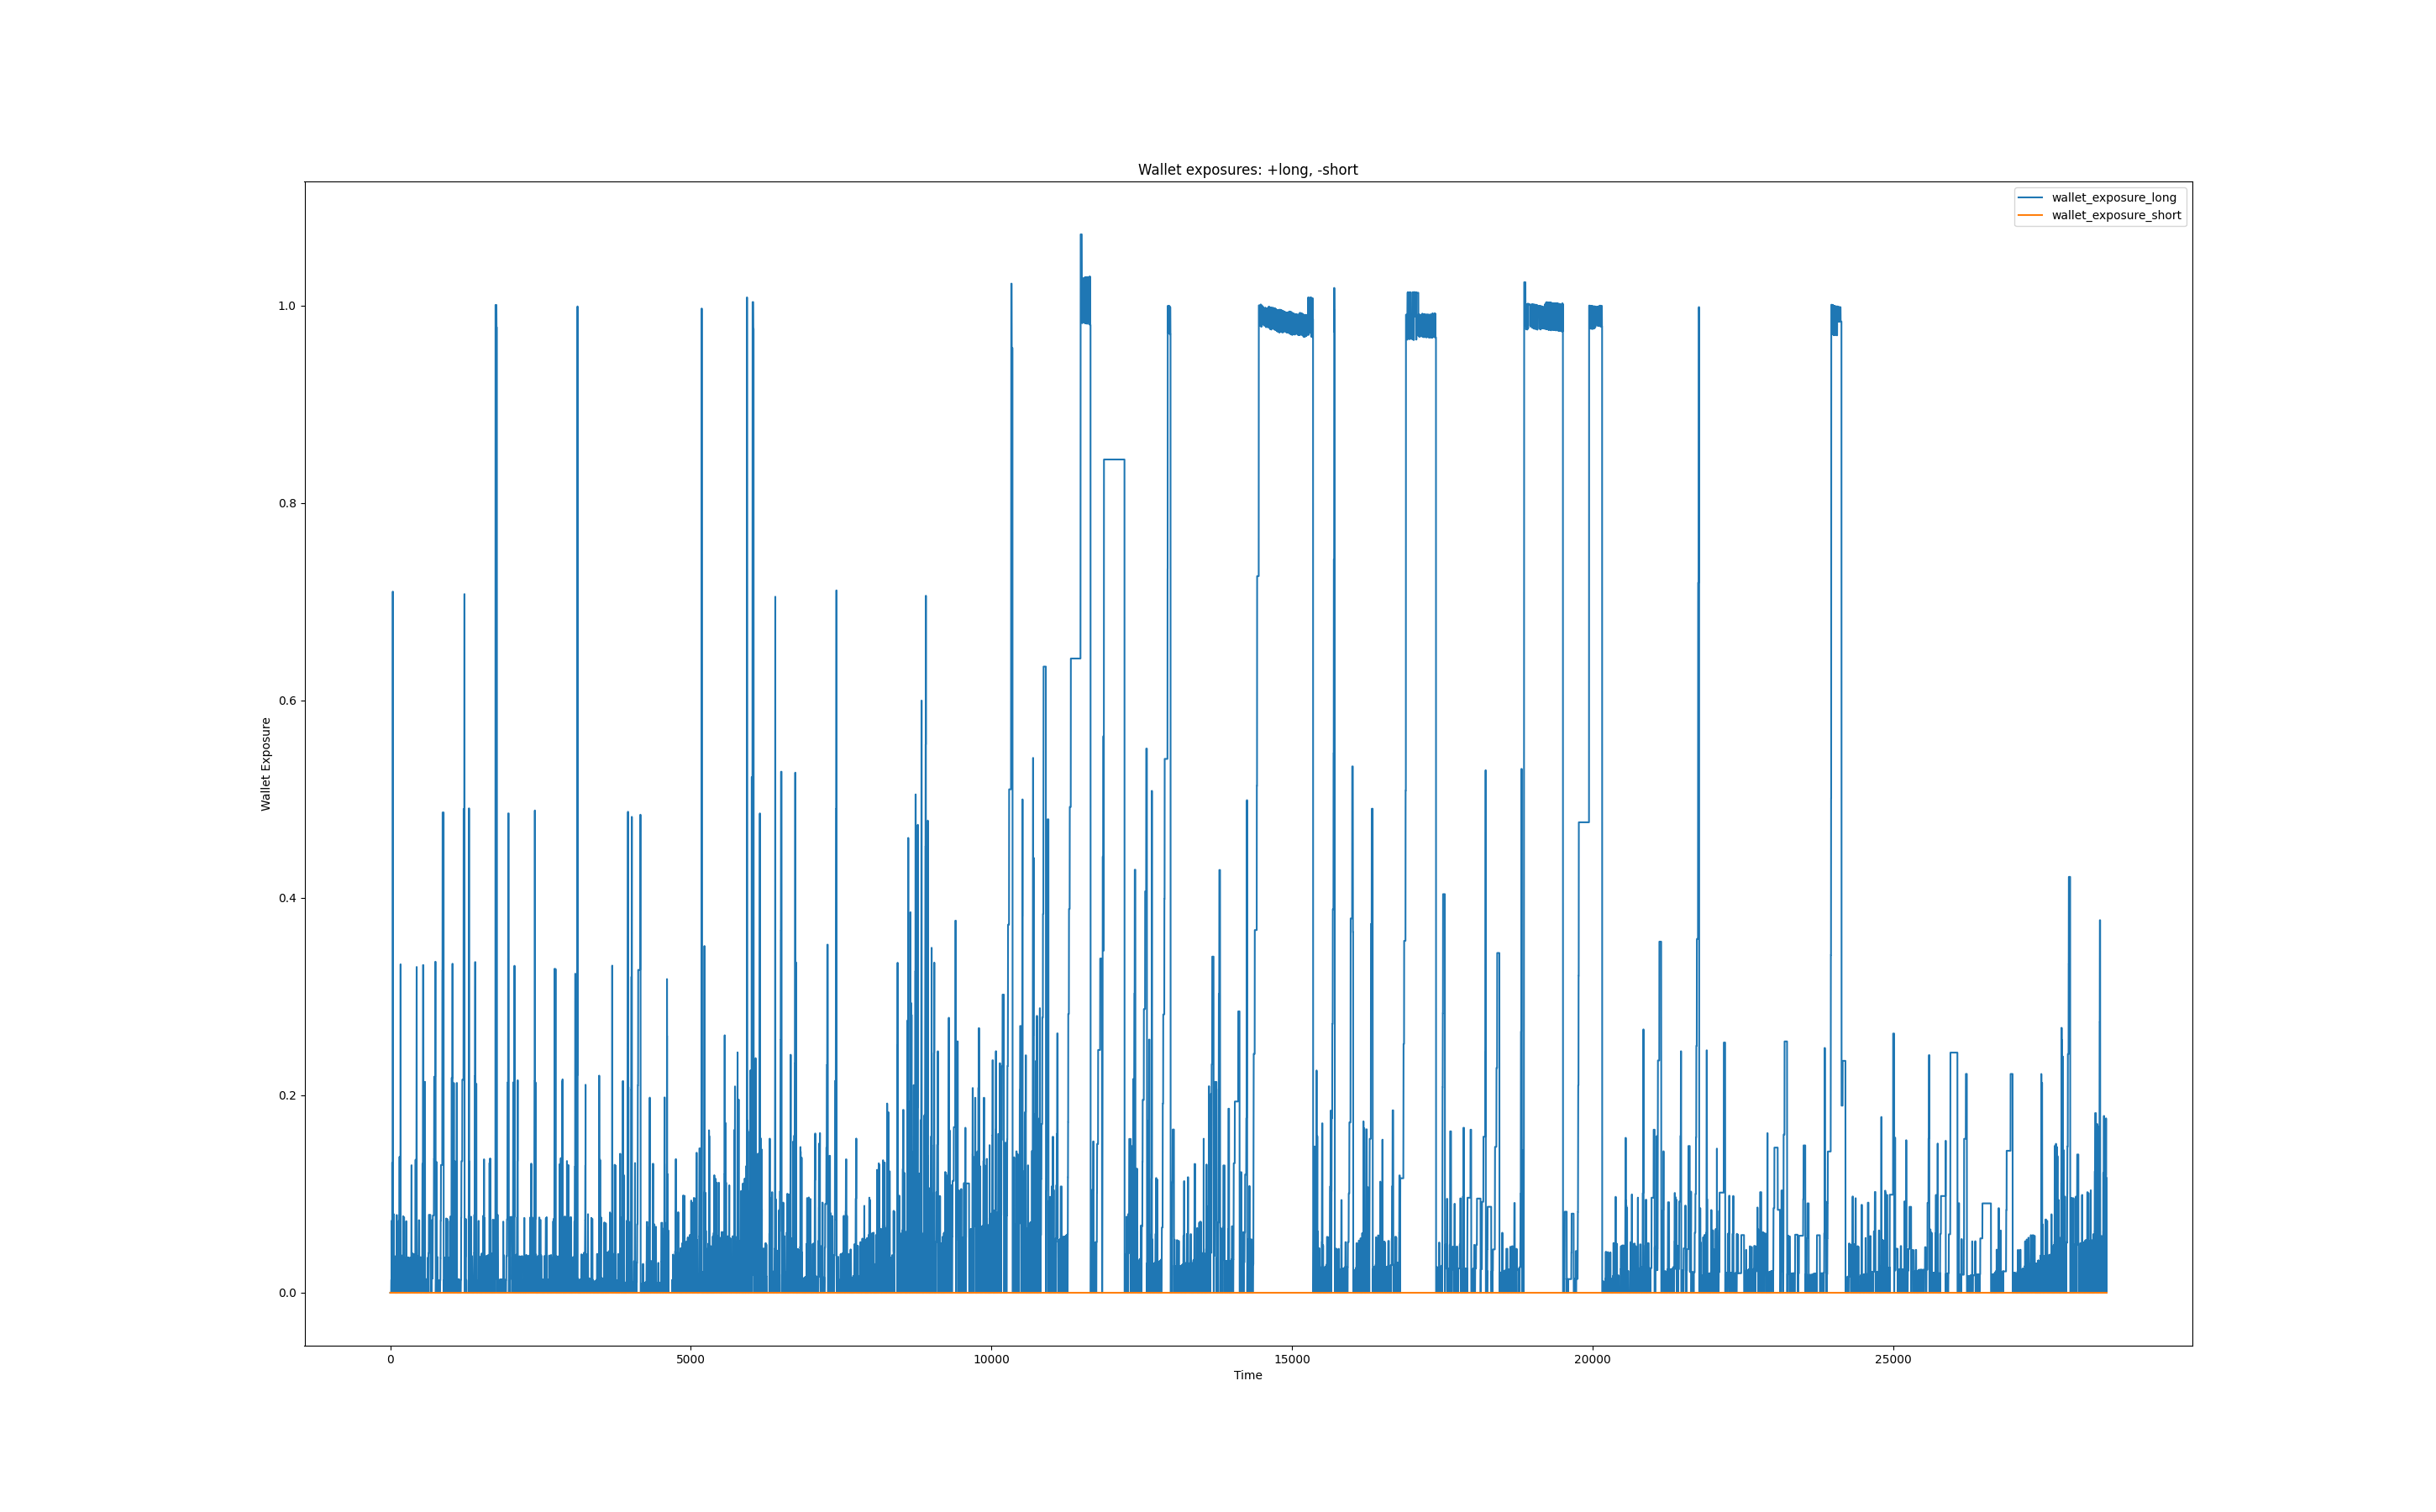 Wallet exposures: +long, -short
wallet_exposure_long
wallet_exposure_short
1.0
0.8
0.6
0.4
0.2
0.0
Wallet Exposure
0 5000 10000 15000 20000 25000
Time